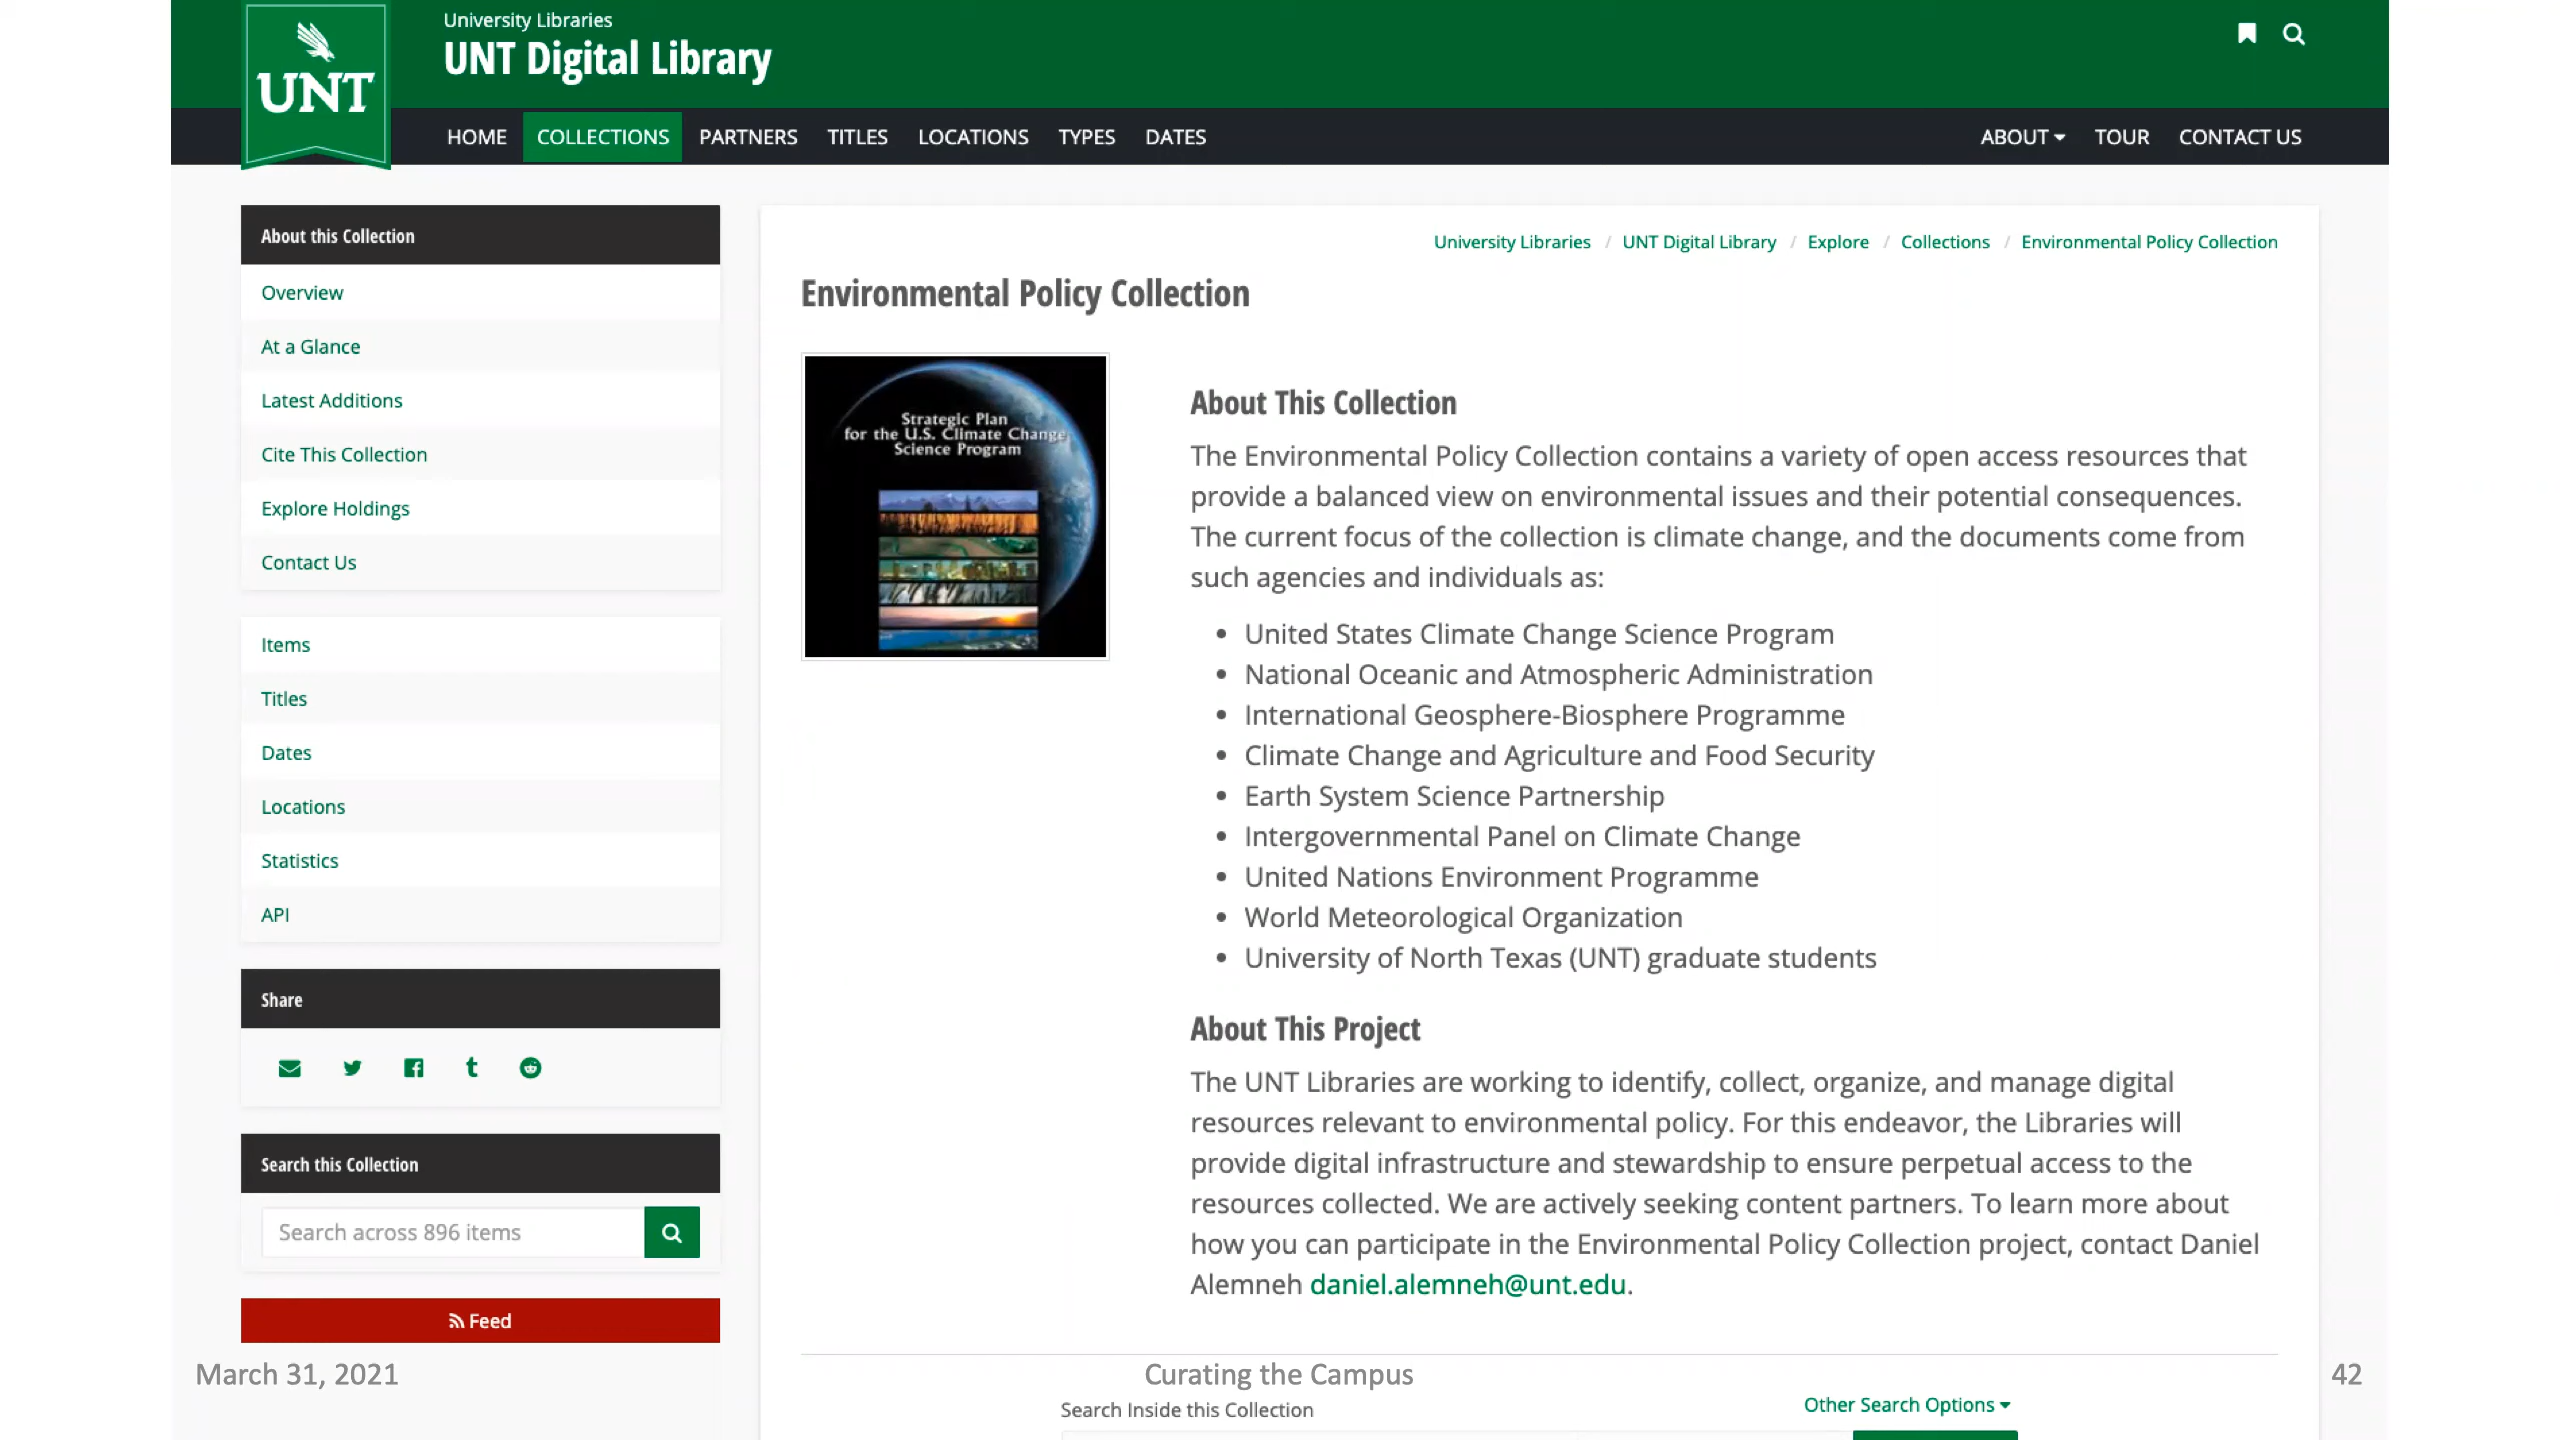 University Libraries
UNT Digital Library
UNT
HOME COLLECTIONS PARTNERS TITLES LOCATIONS TYPES DATES ABOUT TOUR CONTACT US
About this Collection
Overview
At a Glance
Latest Additions
Cite This Collection
Explore Holdings
Contact Us
Items
Titles
Dates
Locations
Statistics
API
Share
Search this Collection
Search across 896 items
Feed
University Libraries / UNT Digital Library / Explore / Collections / Environmental Policy Collection
Environmental Policy Collection
Strategic Plan
for the U.S. Climate Change
Science Program
About This Collection
The Environmental Policy Collection contains a variety of open access resources that
provide a balanced view on environmental issues and their potential consequences.
The current focus of the collection is climate change, and the documents come from
such agencies and individuals as:
• United States Climate Change Science Program
• National Oceanic and Atmospheric Administration
• International Geosphere-Biosphere Programme
• Climate Change and Agriculture and Food Security
• Earth System Science Partnership
• Intergovernmental Panel on Climate Change
• United Nations Environment Programme
• World Meteorological Organization
• University of North Texas (UNT) graduate students
About This Project
The UNT Libraries are working to identify, collect, organize, and manage digital
resources relevant to environmental policy. For this endeavor, the Libraries will
provide digital infrastructure and stewardship to ensure perpetual access to the
resources collected. We are actively seeking content partners. To learn more about
how you can participate in the Environmental Policy Collection project, contact Daniel
Alemneh daniel.alemneh@unt.edu.
March 31, 2021 Curating the Campus 42
Search Inside this Collection Other Search Options